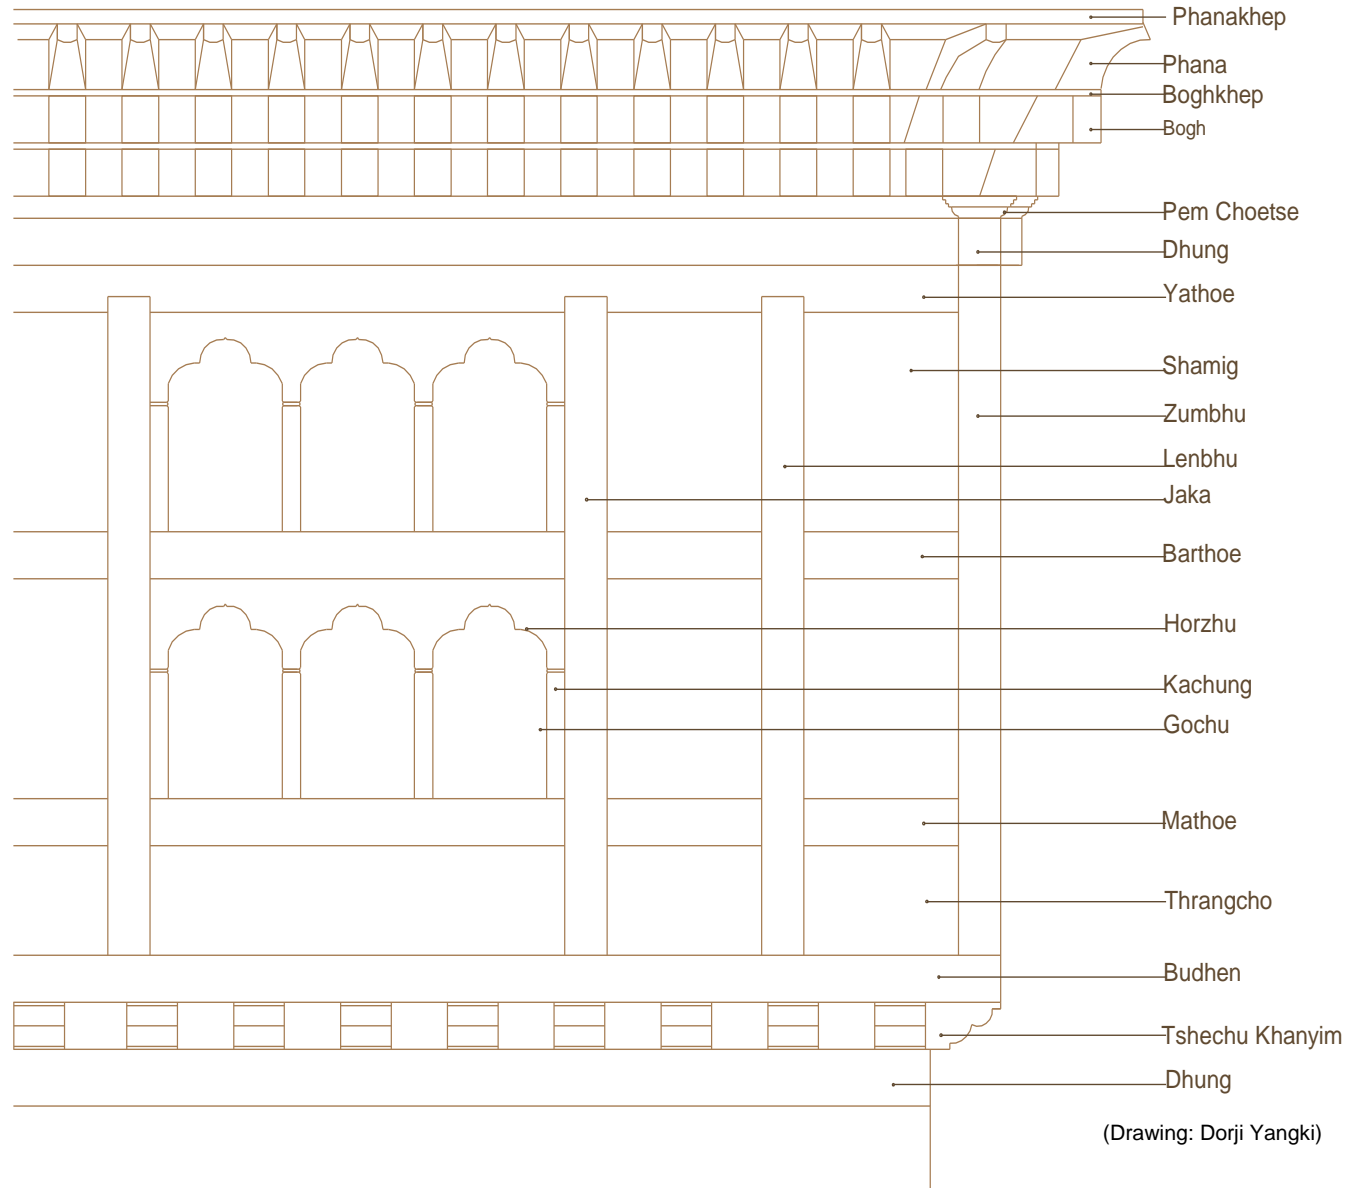 Phanakhep
Phana
Boghkhep
Bogh
Pem Choetse
Dhung
Yathoe
Shamig
Zumbhu
Lenbhu
Jaka
Barthoe
Horzhu
Kachung
Gochu
Mathoe
Thrangcho
Budhen
Tshechu Khanyim
Dhung
(Drawing: Dorji Yangki)